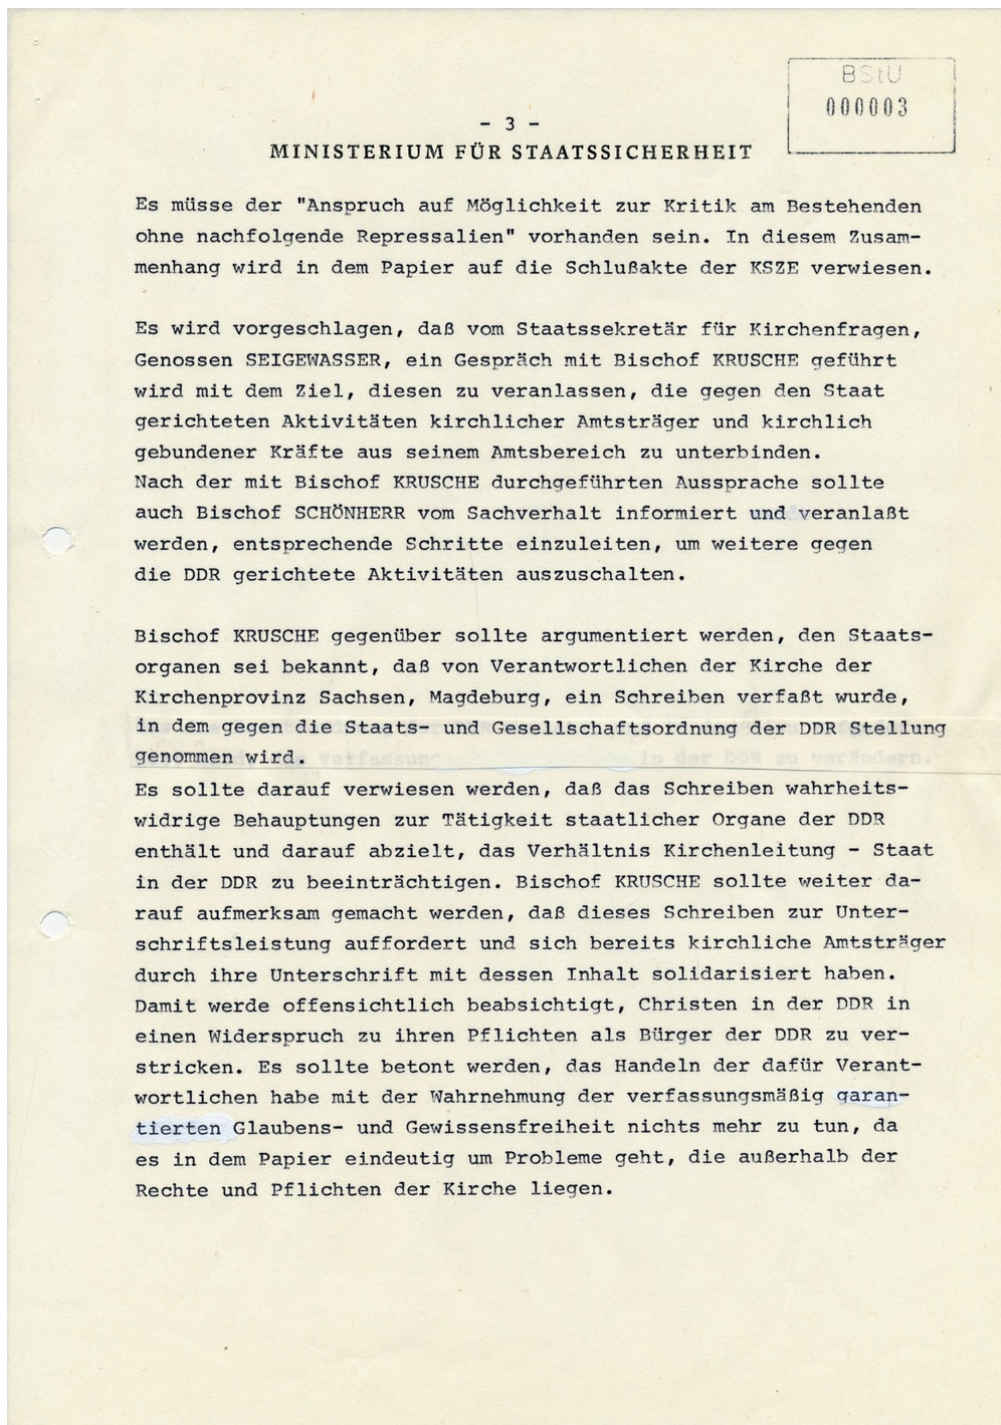 BStU
000003
- 3 -
MINISTERIUM FÜR STAATSSICHERHEIT
Es müsse der "Anspruch auf Möglichkeit zur Kritik am Bestehenden
ohne nachfolgende Repressalien" vorhanden sein. In diesem Zusam-
menhang wird in dem Papier auf die Schlußakte der KSZE verwiesen.
Es wird vorgeschlagen, daß vom Staatssekretär für Kirchenfragen,
Genossen SEIGEWASSER, ein Gespräch mit Bischof KRUSCHE geführt
wird mit dem Ziel, diesen zu veranlassen, die gegen den Staat
gerichteten Aktivitäten kirchlicher Amtsträger und kirchlich
gebundener Kräfte aus seinem Amtsbereich zu unterbinden.
Nach der mit Bischof KRUSCHE durchgeführten Aussprache sollte
auch Bischof SCHÖNHERR vom Sachverhalt informiert und veranlaßt
werden, entsprechende Schritte einzuleiten, um weitere gegen
die DDR gerichtete Aktivitäten auszuschalten.
Bischof KRUSCHE gegenüber sollte argumentiert werden, den Staats-
organen sei bekannt, daß von Verantwortlichen der Kirche der
Kirchenprovinz Sachsen, Magdeburg, ein Schreiben verfaßt wurde,
in dem gegen die Staats- und Gesellschaftsordnung der DDR Stellung
genommen wird. verfassung in der DDR zu verändern.
Es sollte darauf verwiesen werden, daß das Schreiben wahrheits-
widrige Behauptungen zur Tätigkeit staatlicher Organe der DDR
enthält und darauf abzielt, das Verhältnis Kirchenleitung - Staat
in der DDR zu beeinträchtigen. Bischof KRUSCHE sollte weiter da-
rauf aufmerksam gemacht werden, daß dieses Schreiben zur Unter-
schriftsleistung auffordert und sich bereits kirchliche Amtsträger
durch ihre Unterschrift mit dessen Inhalt solidarisiert haben.
Damit werde offensichtlich beabsichtigt, Christen in der DDR in
einen Widerspruch zu ihren Pflichten als Bürger der DDR zu ver-
stricken. Es sollte betont werden, das Handeln der dafür Verant-
wortlichen habe mit der Wahrnehmung der verfassungsmäßig garan-
tierten Glaubens- und Gewissensfreiheit nichts mehr zu tun, da
es in dem Papier eindeutig um Probleme geht, die außerhalb der
Rechte und Pflichten der Kirche liegen.